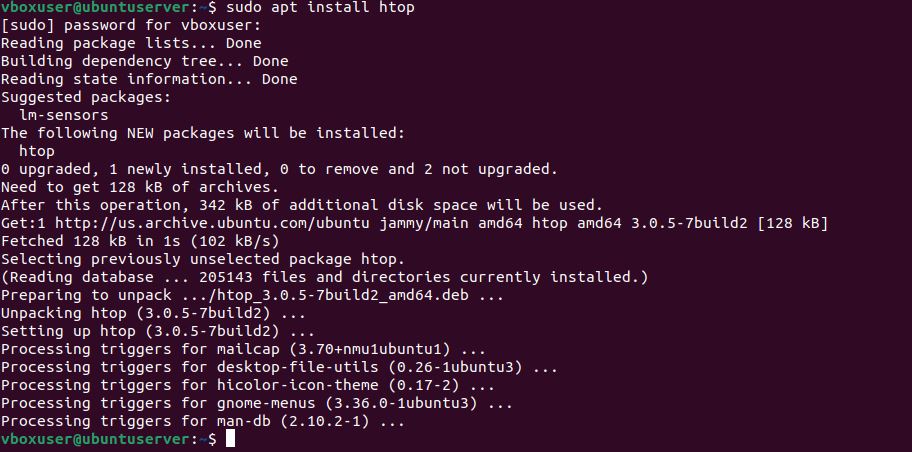 vboxuser@ubuntuserver:~$ sudo apt install htop
[sudo] password for vboxuser:
Reading package lists... Done
Building dependency tree... Done
Reading state information... Done
Suggested packages:
  lm-sensors
The following NEW packages will be installed:
  htop
0 upgraded, 1 newly installed, 0 to remove and 2 not upgraded.
Need to get 128 kB of archives.
After this operation, 342 kB of additional disk space will be used.
Get:1 http://us.archive.ubuntu.com/ubuntu jammy/main amd64 htop amd64 3.0.5-7build2 [128 kB]
Fetched 128 kB in 1s (102 kB/s)
Selecting previously unselected package htop.
(Reading database ... 205143 files and directories currently installed.)
Preparing to unpack .../htop_3.0.5-7build2_amd64.deb ...
Unpacking htop (3.0.5-7build2) ...
Setting up htop (3.0.5-7build2) ...
Processing triggers for mailcap (3.70+nmu1ubuntu1) ...
Processing triggers for desktop-file-utils (0.26-1ubuntu3) ...
Processing triggers for hicolor-icon-theme (0.17-2) ...
Processing triggers for gnome-menus (3.36.0-1ubuntu3) ...
Processing triggers for man-db (2.10.2-1) ...
vboxuser@ubuntuserver:~$